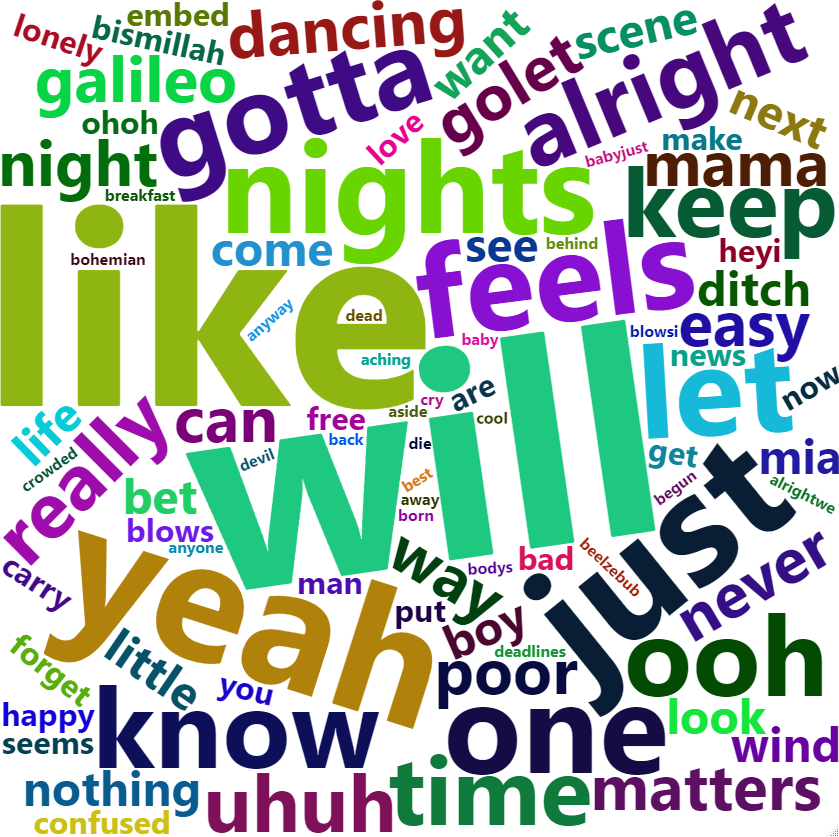 embed
lonely
bismillah
dancing
want
scene
galileo
gotta
golet
alright
next
ohoh
love
babyjust
make
night
nights
mama
breakfast
keep
like
bohemian
come
see
behind
heyi
feels
ditch
anyway
dead
baby
blowsi
easy
aching
will
let
news
now
life
really
can
free
back
aside
cry
are
cool
crowded
devil
die
get
mia
bet
best
away
born
begun
just
alrightwe
blows
anyone
yeah
way
bodys
bad
beelzebub
never
carry
man
put
boy
deadlines
ooh
forget
little
you
poor
happy
seems
know
one
look
wind
nothing
uhuh
time
matters
confused